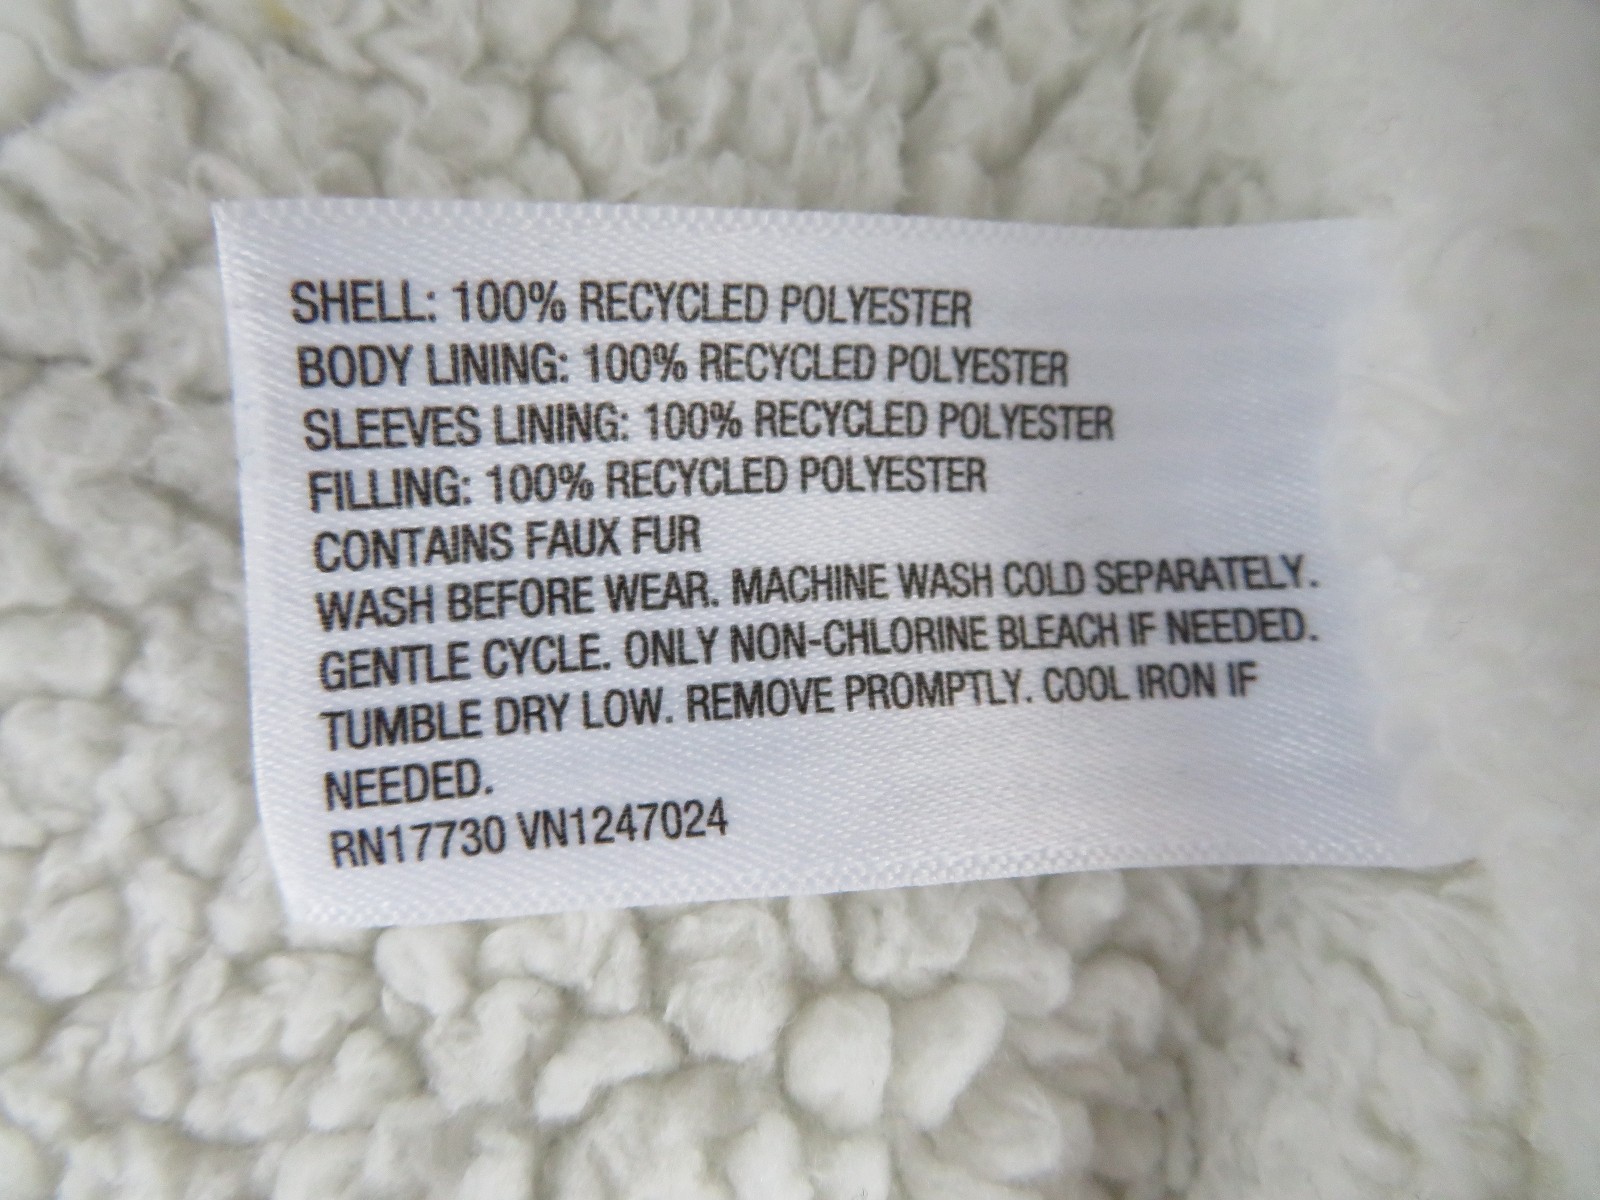 SHELL: 100% RECYCLED POLYESTER
BODY LINING: 100% RECYCLED POLYESTER
SLEEVES LINING: 100% RECYCLED POLYESTER
FILLING: 100% RECYCLED POLYESTER
CONTAINS FAUX FUR
WASH BEFORE WEAR. MACHINE WASH COLD SEPARATELY.
GENTLE CYCLE. ONLY NON-CHLORINE BLEACH IF NEEDED.
TUMBLE DRY LOW. REMOVE PROMPTLY. COOL IRON IF
NEEDED.
RN17730 VN1247024